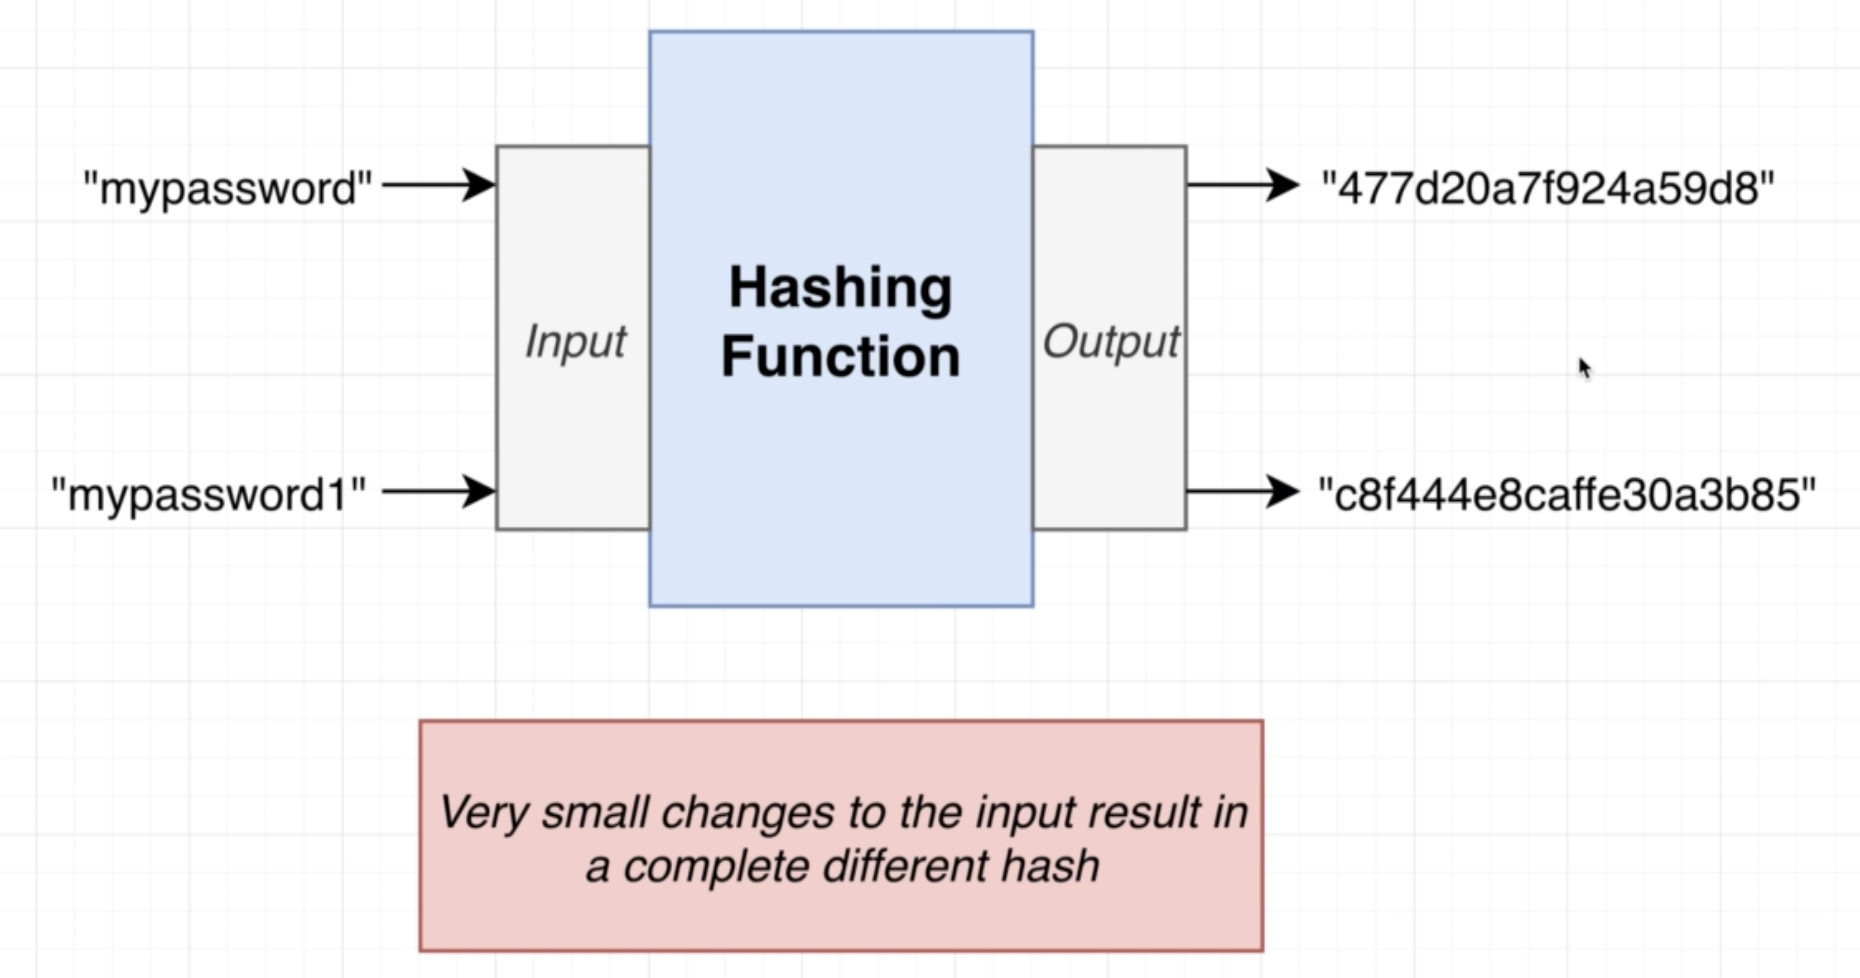 "mypassword"
"477d20a7f924a59d8"
Hashing
Function
Input
Output
"mypassword1"
"c8f444e8caffe30a3b85"
Very small changes to the input result in
a complete different hash